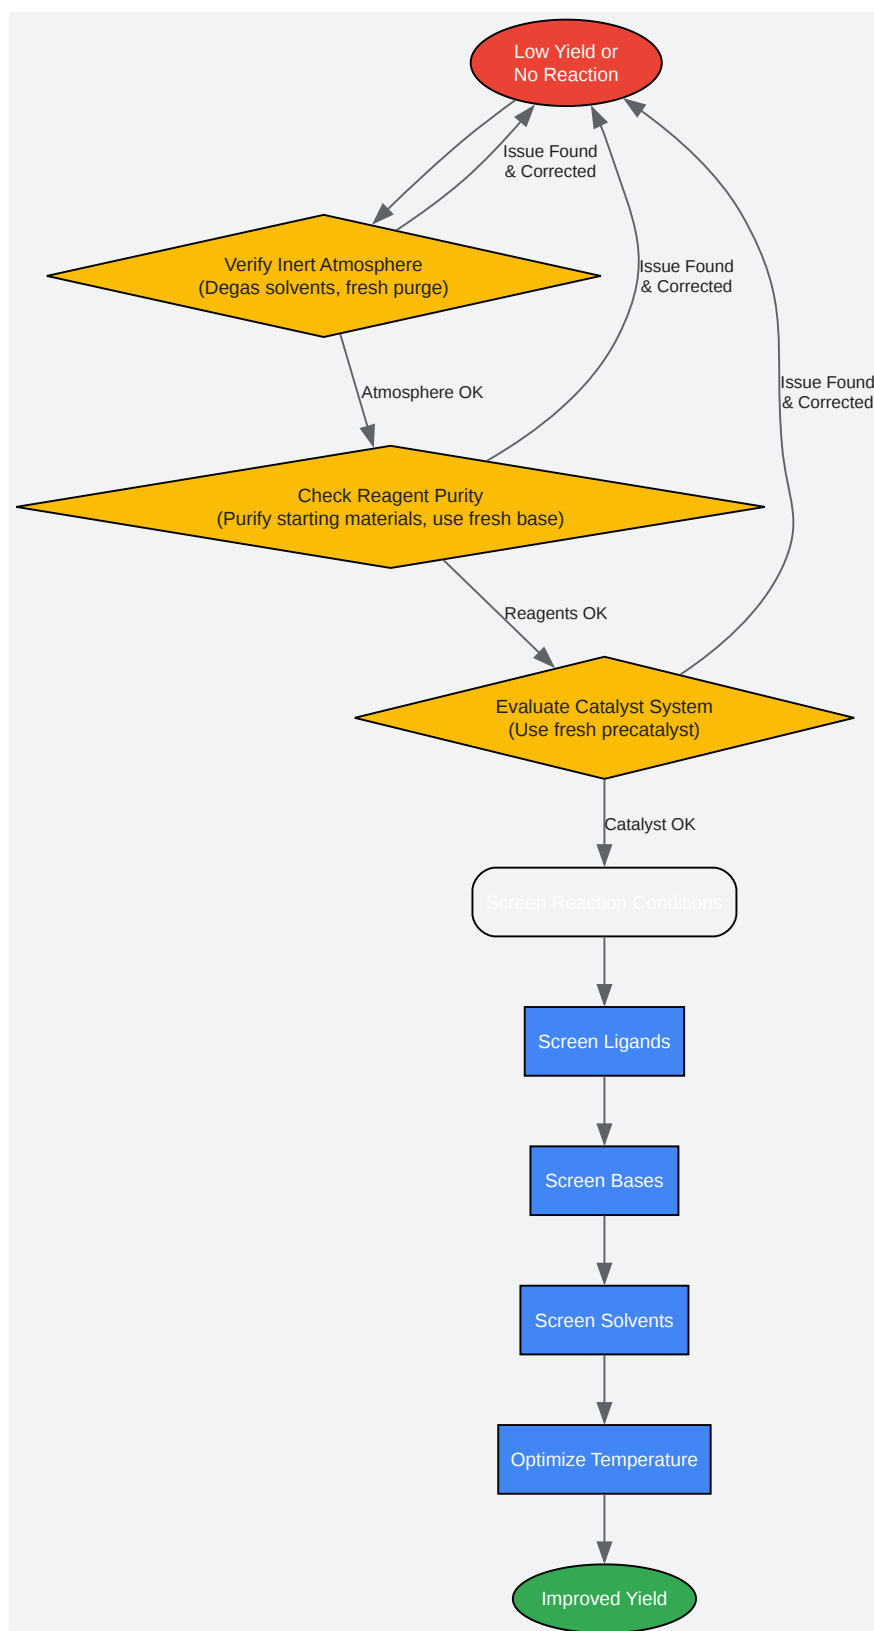 Low Yield or
No Reaction
Issue Found
& Corrected
Verify Inert Atmosphere
(Degas solvents, fresh purge)
Issue Found
& Corrected
Atmosphere OK
Issue Found
& Corrected
Check Reagent Purity
(Purify starting materials, use fresh base)
Reagents OK
Evaluate Catalyst System
(Use fresh precatalyst)
Catalyst OK
Screen Reaction Conditions
Screen Ligands
Screen Bases
Screen Solvents
Optimize Temperature
Improved Yield